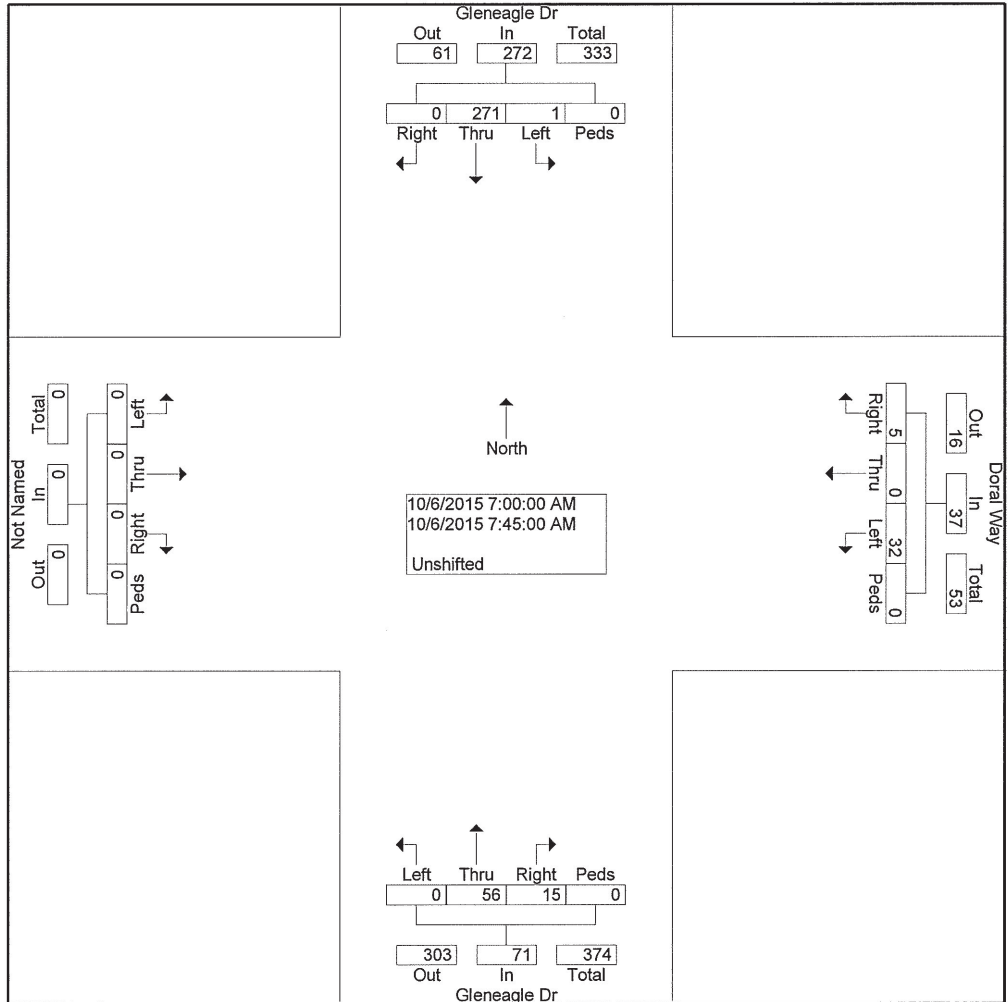 Gleneagle Dr
Out In Total
61 272 333
0 271 1 0
Right Thru Left Peds
Not Named
Total In Out
0 0 0
0 0 0 0
Left Thru Right Peds
North
10/6/2015 7:00:00 AM
10/6/2015 7:45:00 AM
Unshifted
Doral Way
Out In Total
16 37 53
5 0 32 0
Right Thru Left Peds
Left Thru Right Peds
0 56 15 0
303 71 374
Out In Total
Gleneagle Dr